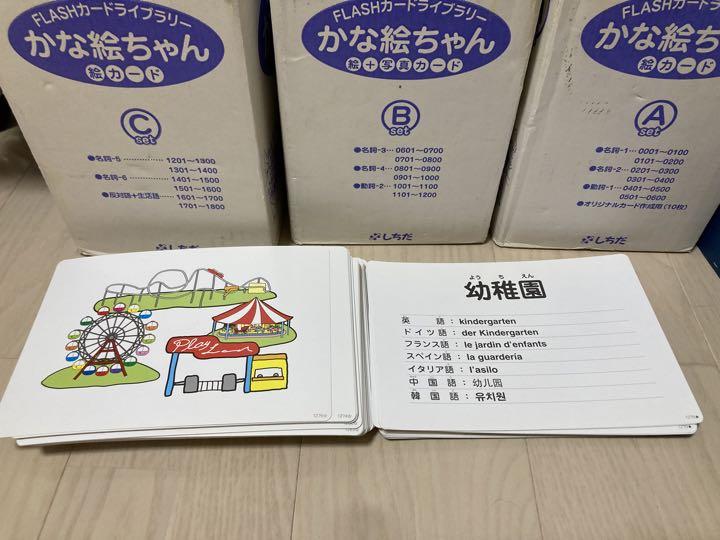 FLASHカードライブラリー
かな絵ちゃん
絵カード
C set
●名詞-5 ………… 1201〜1300
1301〜1400
●名詞-6 ………… 1401〜1500
1501〜1600
●反対語+生活語…1601〜1700
1701〜1800
しちだ
FLASHカードライブラリー
かな絵ちゃん
絵+写真カード
B set
●名詞-3…0601〜0700
0701〜0800
●名詞-4…0801〜0900
0901〜1000
●動詞-2…1001〜1100
1101〜1200
しちだ
FLASHカードライブラリー
かな絵ちゃん
絵カード
A set
●名詞-1…0001〜0100
0101〜0200
●名詞-2…0201〜0300
0301〜0400
●動詞-1…0401〜0500
0501〜0600
●オリジナルカード作成用(10枚)
しちだ
Play Land
ようちえん
幼稚園
英語:kindergarten
ドイツ語:der Kindergarten
フランス語:le jardin d'enfants
スペイン語:la guardería
イタリア語:l'asilo
中国語:幼儿园
韓国語:유치원